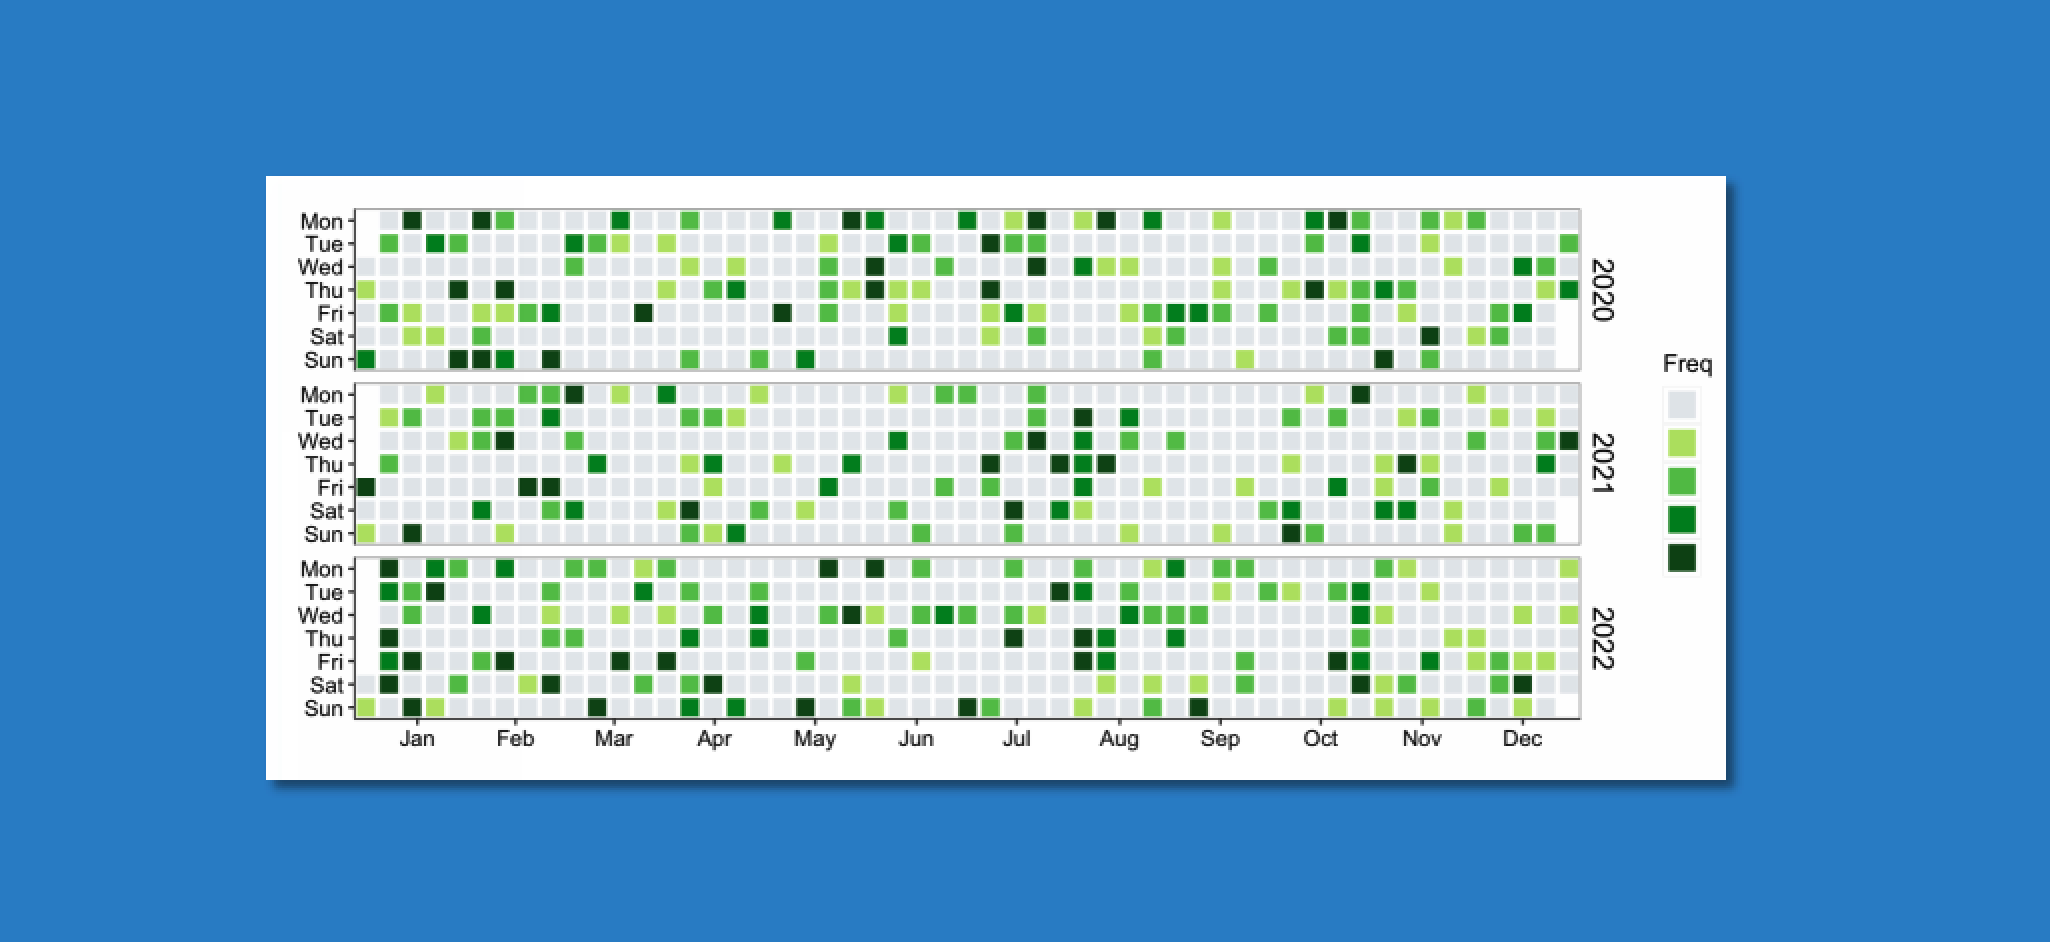 Mon
Tue
Wed
Thu
Fri
Sat
Sun
2020
Mon
Tue
Wed
Thu
Fri
Sat
Sun
2021
Mon
Tue
Wed
Thu
Fri
Sat
Sun
2022
Jan Feb Mar Apr May Jun Jul Aug Sep Oct Nov Dec
Freq